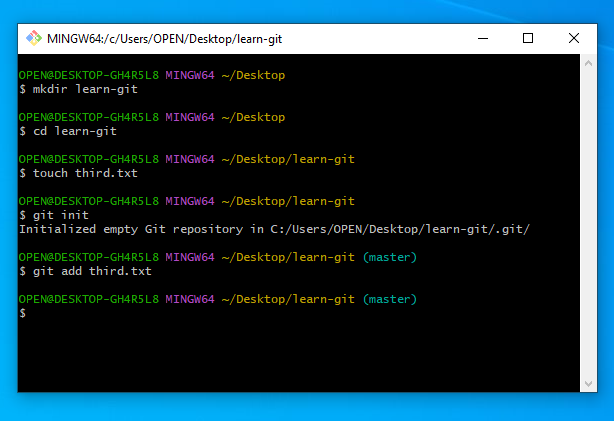 MINGW64:/c/Users/OPEN/Desktop/learn-git
OPEN@DESKTOP-GH4R5L8 MINGW64 ~/Desktop
$ mkdir learn-git
OPEN@DESKTOP-GH4R5L8 MINGW64 ~/Desktop
$ cd learn-git
OPEN@DESKTOP-GH4R5L8 MINGW64 ~/Desktop/learn-git
$ touch third.txt
OPEN@DESKTOP-GH4R5L8 MINGW64 ~/Desktop/learn-git
$ git init
Initialized empty Git repository in C:/Users/OPEN/Desktop/learn-git/.git/
OPEN@DESKTOP-GH4R5L8 MINGW64 ~/Desktop/learn-git (master)
$ git add third.txt
OPEN@DESKTOP-GH4R5L8 MINGW64 ~/Desktop/learn-git (master)
$